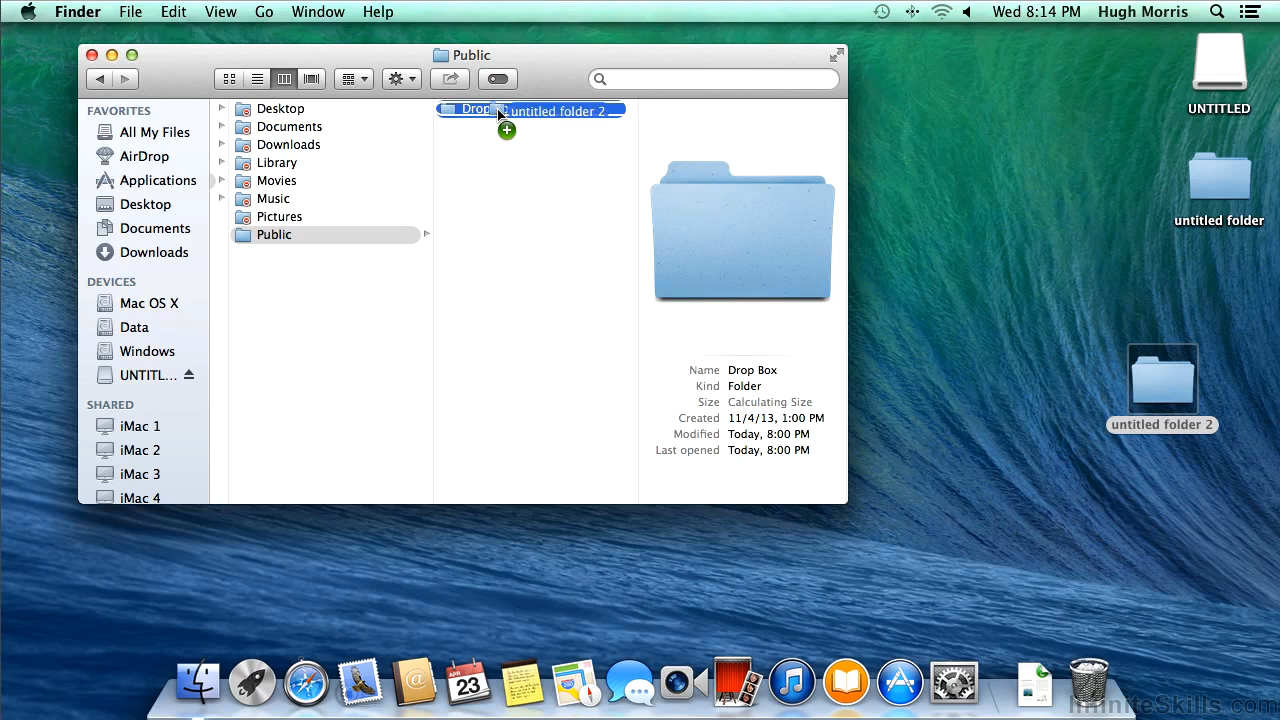 Finder File Edit View Go Window Help Wed 8:14 PM Hugh Morris
Public
FAVORITES
All My Files
AirDrop
Applications
Desktop
Documents
Downloads
DEVICES
Mac OS X
Data
Windows
UNTITL...
SHARED
iMac 1
iMac 2
iMac 3
iMac 4
Desktop
Documents
Downloads
Library
Movies
Music
Pictures
Public
Drop
untitled folder 2
Name Drop Box
Kind Folder
Size Calculating Size
Created 11/4/13, 1:00 PM
Modified Today, 8:00 PM
Last opened Today, 8:00 PM
UNTITLED
untitled folder
untitled folder 2
APR
23
InfiniteSkills.com